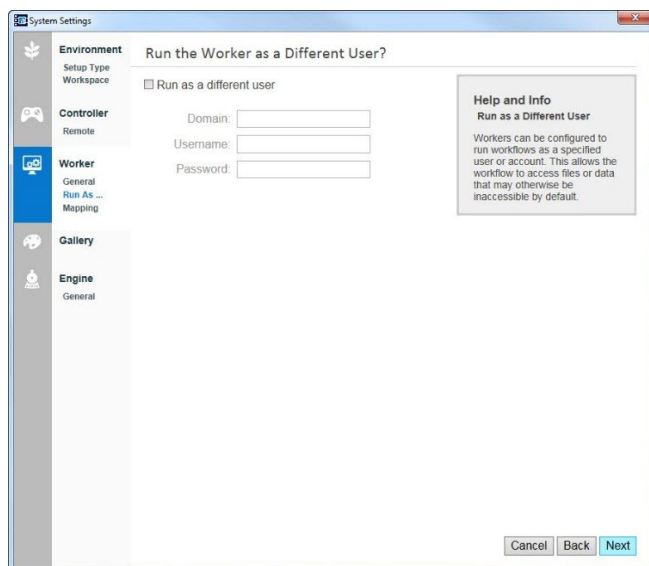 System Settings
Environment
Setup Type
Workspace
Controller
Remote
Worker
General
Run As ...
Mapping
Gallery
Engine
General
Run the Worker as a Different User?
Run as a different user
Domain:
Username:
Password:
Help and Info
Run as a Different User
Workers can be configured to
run workflows as a specified
user or account. This allows the
workflow to access files or data
that may otherwise be
inaccessible by default.
Cancel Back Next